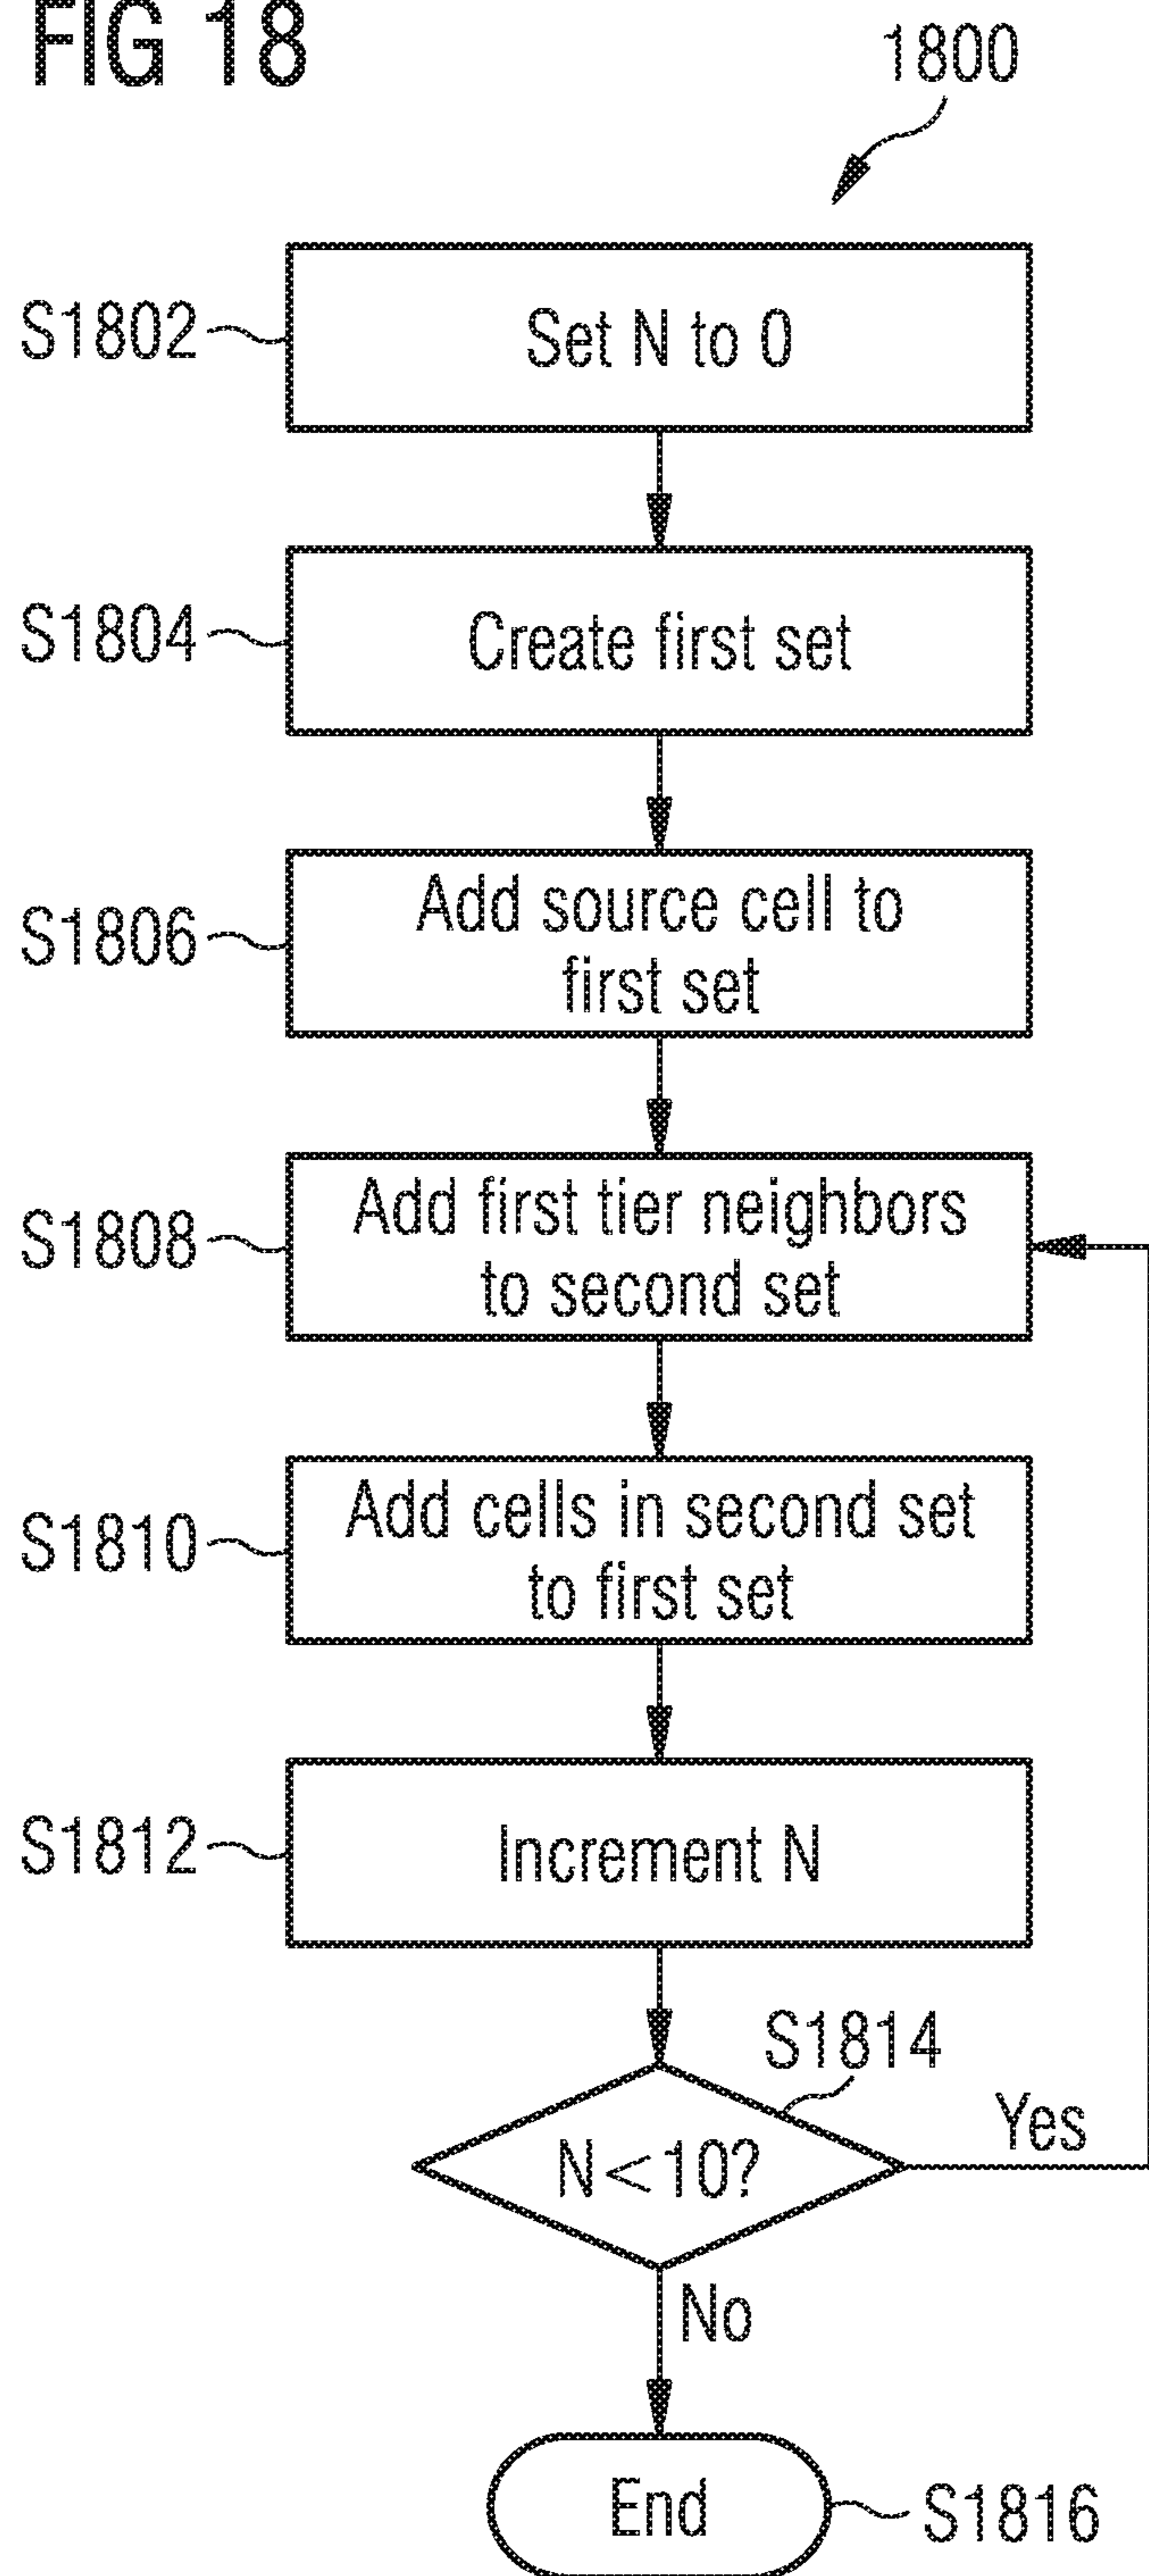 FIG 18
1800
S1802
Set N to 0
S1804
Create first set
S1806
Add source cell to
first set
S1808
Add first tier neighbors
to second set
S1810
Add cells in second set
to first set
S1812
Increment N
S1814
N<10?
Yes
No
End
S1816